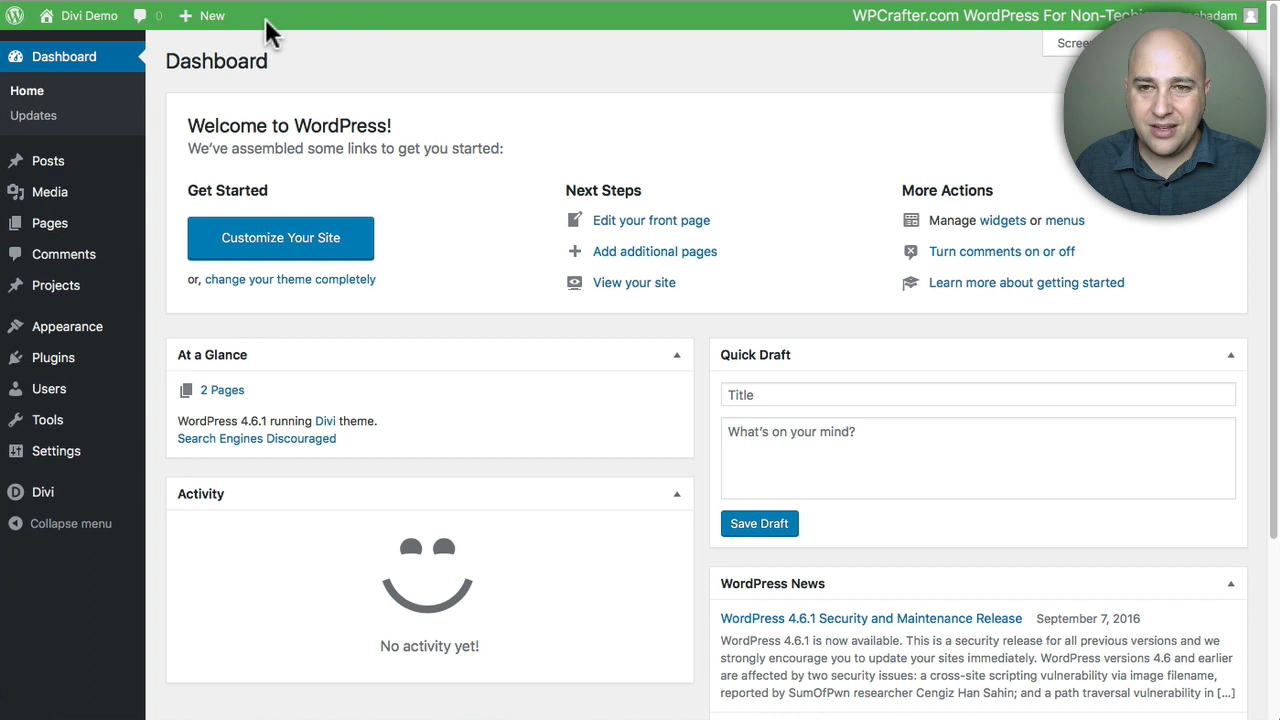 Divi Demo 0 New
WPCrafter.com WordPress For Non-Techi
Dashboard
Home
Updates
Posts
Media
Pages
Comments
Projects
Appearance
Plugins
Users
Tools
Settings
Divi
Collapse menu
Dashboard
Welcome to WordPress!
We've assembled some links to get you started:
Get Started
Customize Your Site
or, change your theme completely
Next Steps
Edit your front page
Add additional pages
View your site
More Actions
Manage widgets or menus
Turn comments on or off
Learn more about getting started
At a Glance
2 Pages
WordPress 4.6.1 running Divi theme.
Search Engines Discouraged
Activity
No activity yet!
Quick Draft
Title
What's on your mind?
Save Draft
WordPress News
WordPress 4.6.1 Security and Maintenance Release September 7, 2016
WordPress 4.6.1 is now available. This is a security release for all previous versions and we
strongly encourage you to update your sites immediately. WordPress versions 4.6 and earlier
are affected by two security issues: a cross-site scripting vulnerability via image filename,
reported by SumOfPwn researcher Cengiz Han Sahin; and a path traversal vulnerability in [...]